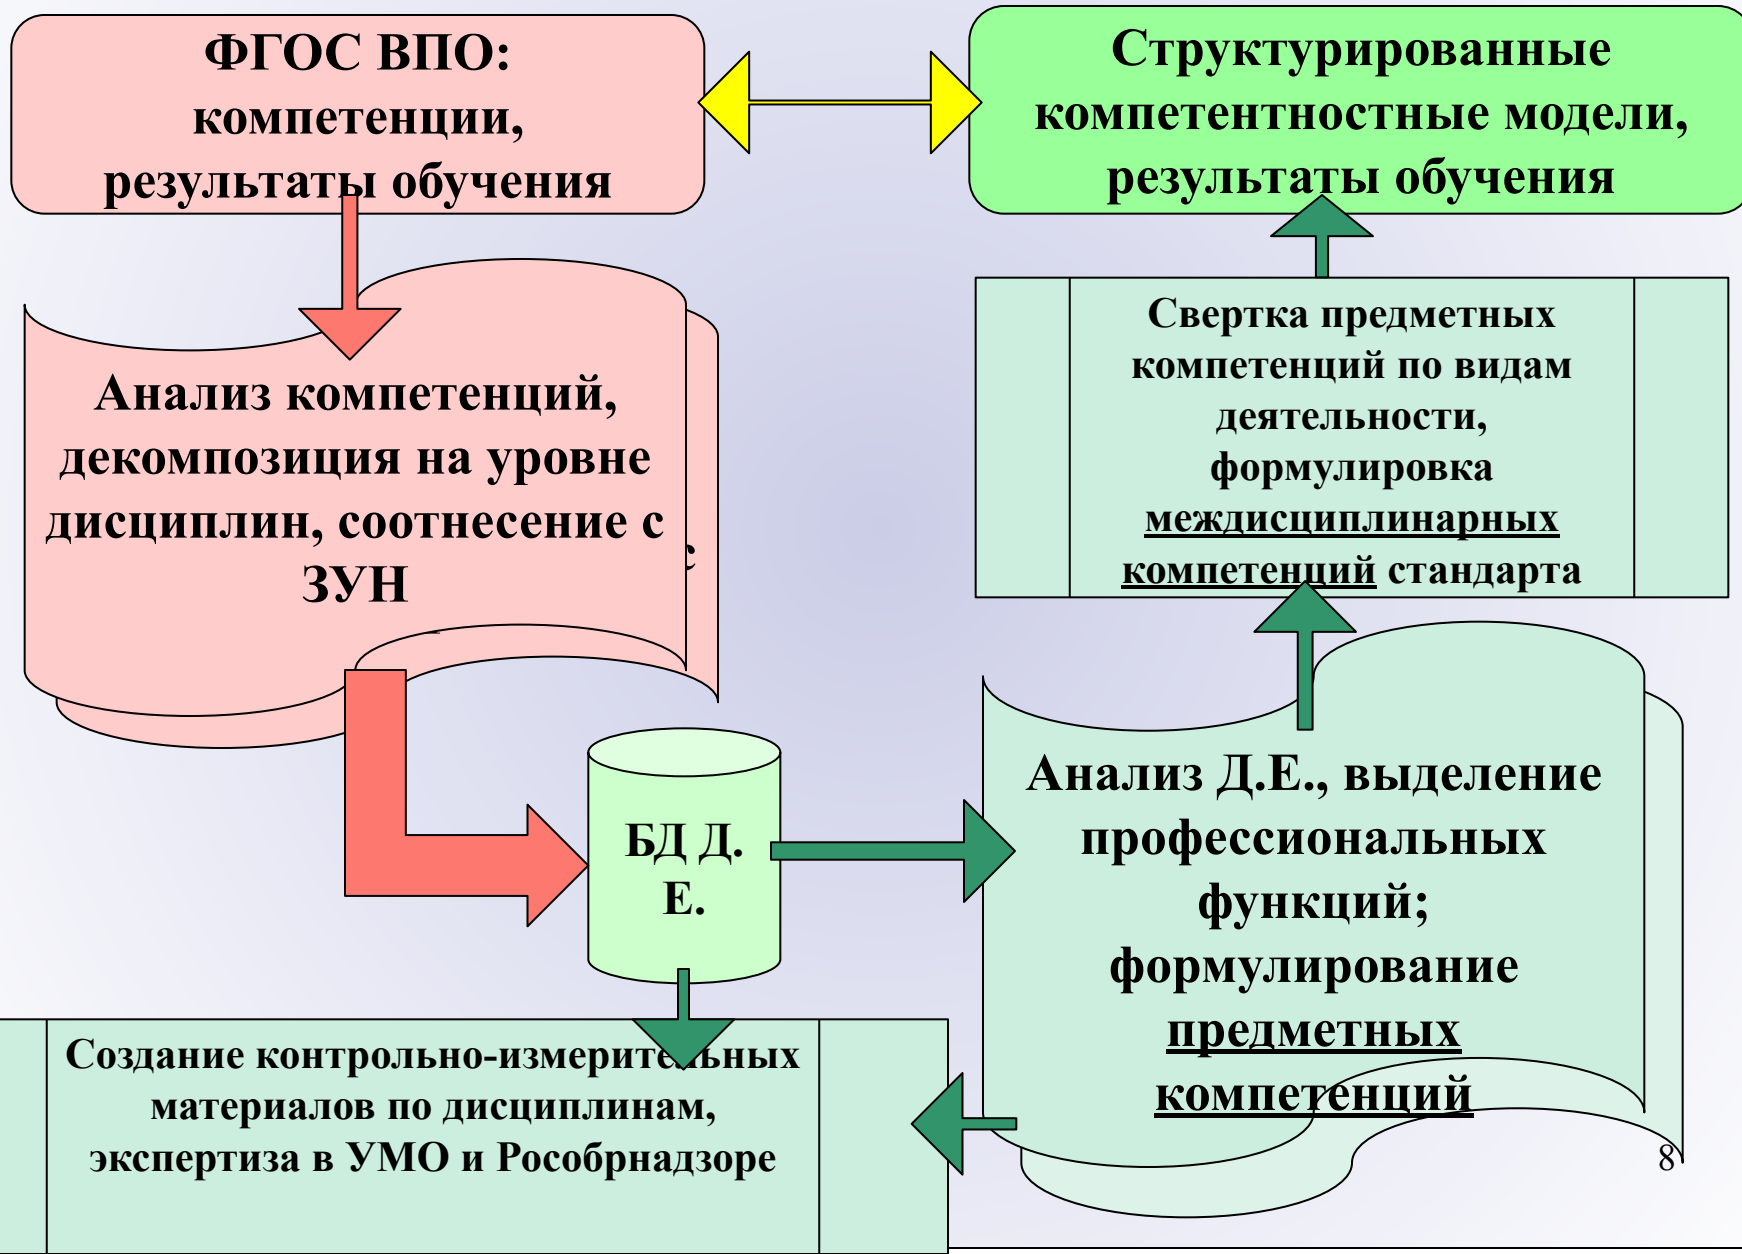 ФГОС ВПО:
компетенции,
результаты обучения
Структурированные
компетентностные модели,
результаты обучения
Анализ компетенций,
декомпозиция на уровне
дисциплин, соотнесение с
ЗУН
с
Свертка предметных
компетенций по видам
деятельности,
формулировка
междисциплинарных
компетенций стандарта
БД Д.
Е.
Анализ Д.Е., выделение
профессиональных
функций;
формулирование
предметных
компетенций
Создание контрольно-измерительных
материалов по дисциплинам,
экспертиза в УМО и Рособрнадзоре
8